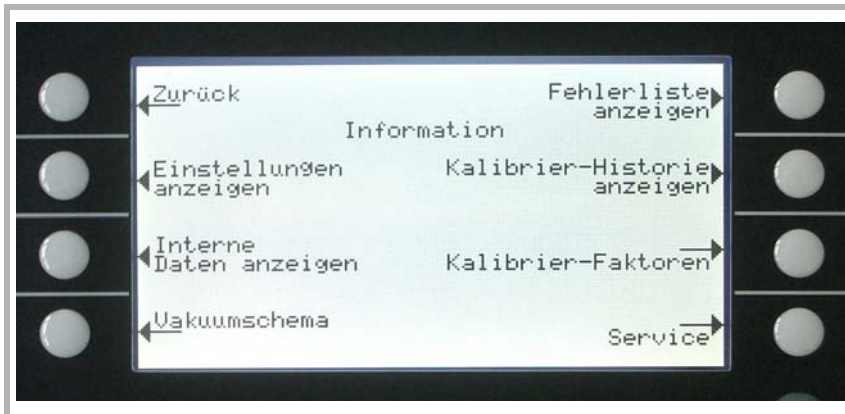 Zurück
Fehlerliste
anzeigen
Information
Einstellungen
anzeigen
Kalibrier-Historie
anzeigen
Interne
Daten anzeigen
Kalibrier-Faktoren
Vakuumschema
Service